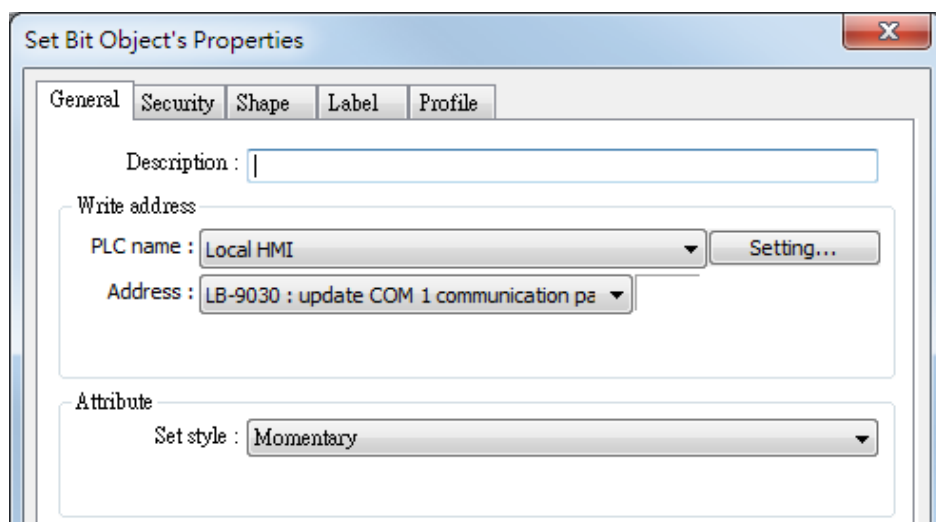 Set Bit Object's Properties
General Security Shape Label Profile
Description :
Write address
PLC name : Local HMI Setting...
Address : LB-9030 : update COM 1 communication pa
Attribute
Set style : Momentary